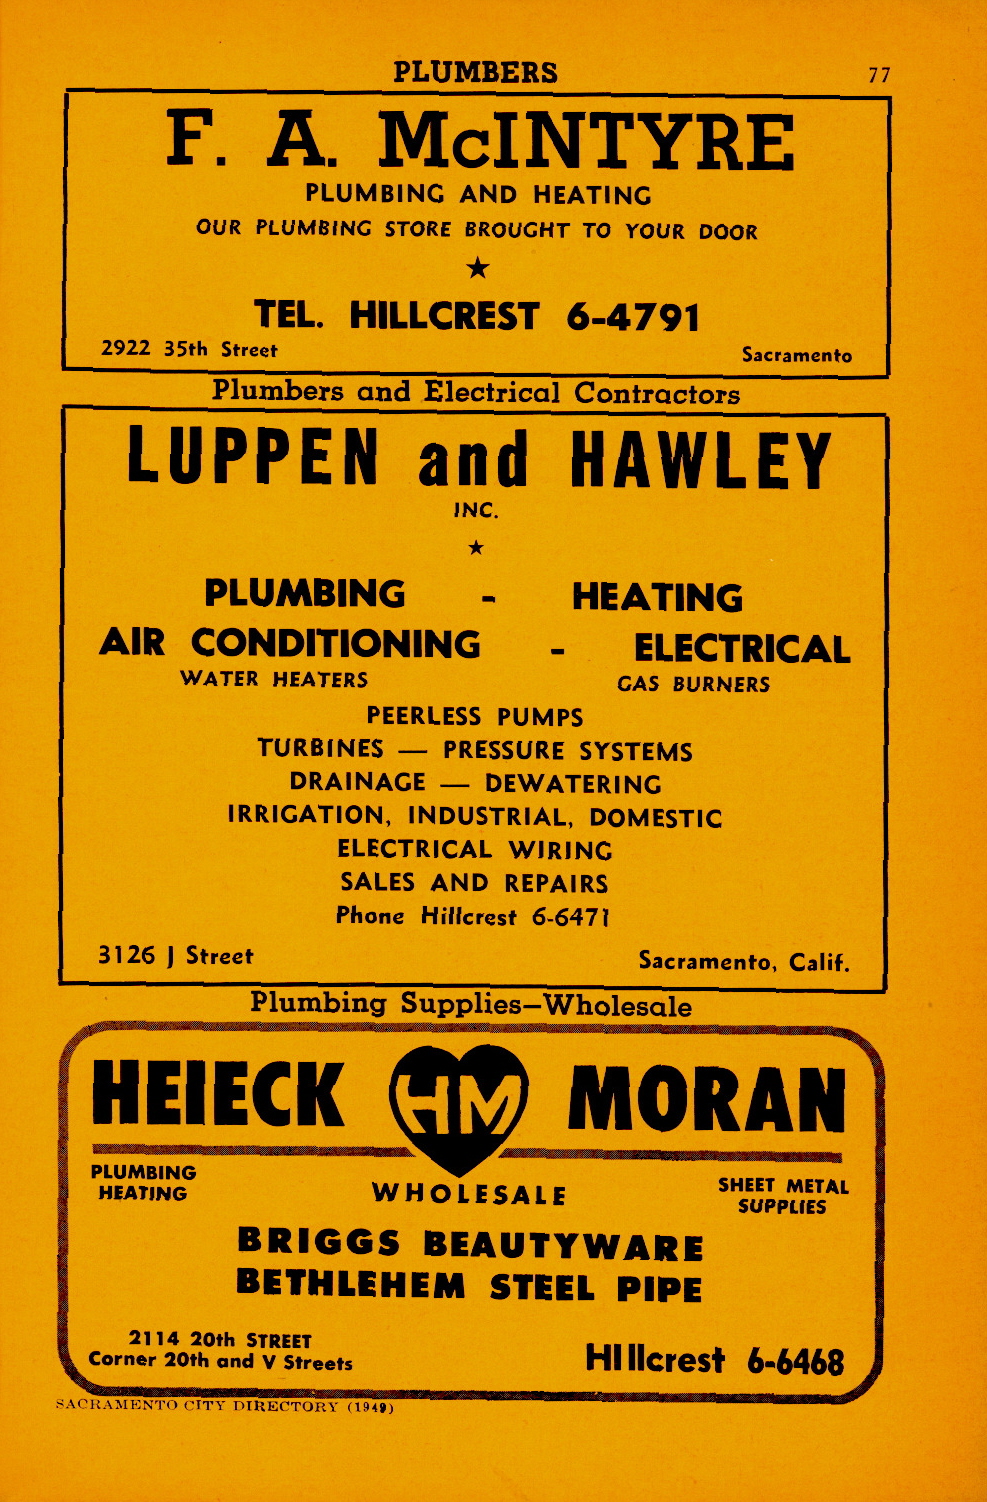 PLUMBERS 77
F. A. McINTYRE
PLUMBING AND HEATING
OUR PLUMBING STORE BROUGHT TO YOUR DOOR
TEL. HILLCREST 6-4791
2922 35th Street Sacramento
Plumbers and Electrical Contractors
LUPPEN and HAWLEY
INC.
PLUMBING - HEATING
AIR CONDITIONING - ELECTRICAL
WATER HEATERS GAS BURNERS
PEERLESS PUMPS
TURBINES — PRESSURE SYSTEMS
DRAINAGE — DEWATERING
IRRIGATION, INDUSTRIAL, DOMESTIC
ELECTRICAL WIRING
SALES AND REPAIRS
Phone Hillcrest 6-6471
3126 J Street Sacramento, Calif.
Plumbing Supplies—Wholesale
HEIECK HM MORAN
PLUMBING
HEATING
WHOLESALE
SHEET METAL
SUPPLIES
BRIGGS BEAUTYWARE
BETHLEHEM STEEL PIPE
2114 20th STREET
Corner 20th and V Streets
HIllcrest 6-6468
SACRAMENTO CITY DIRECTORY (1949)